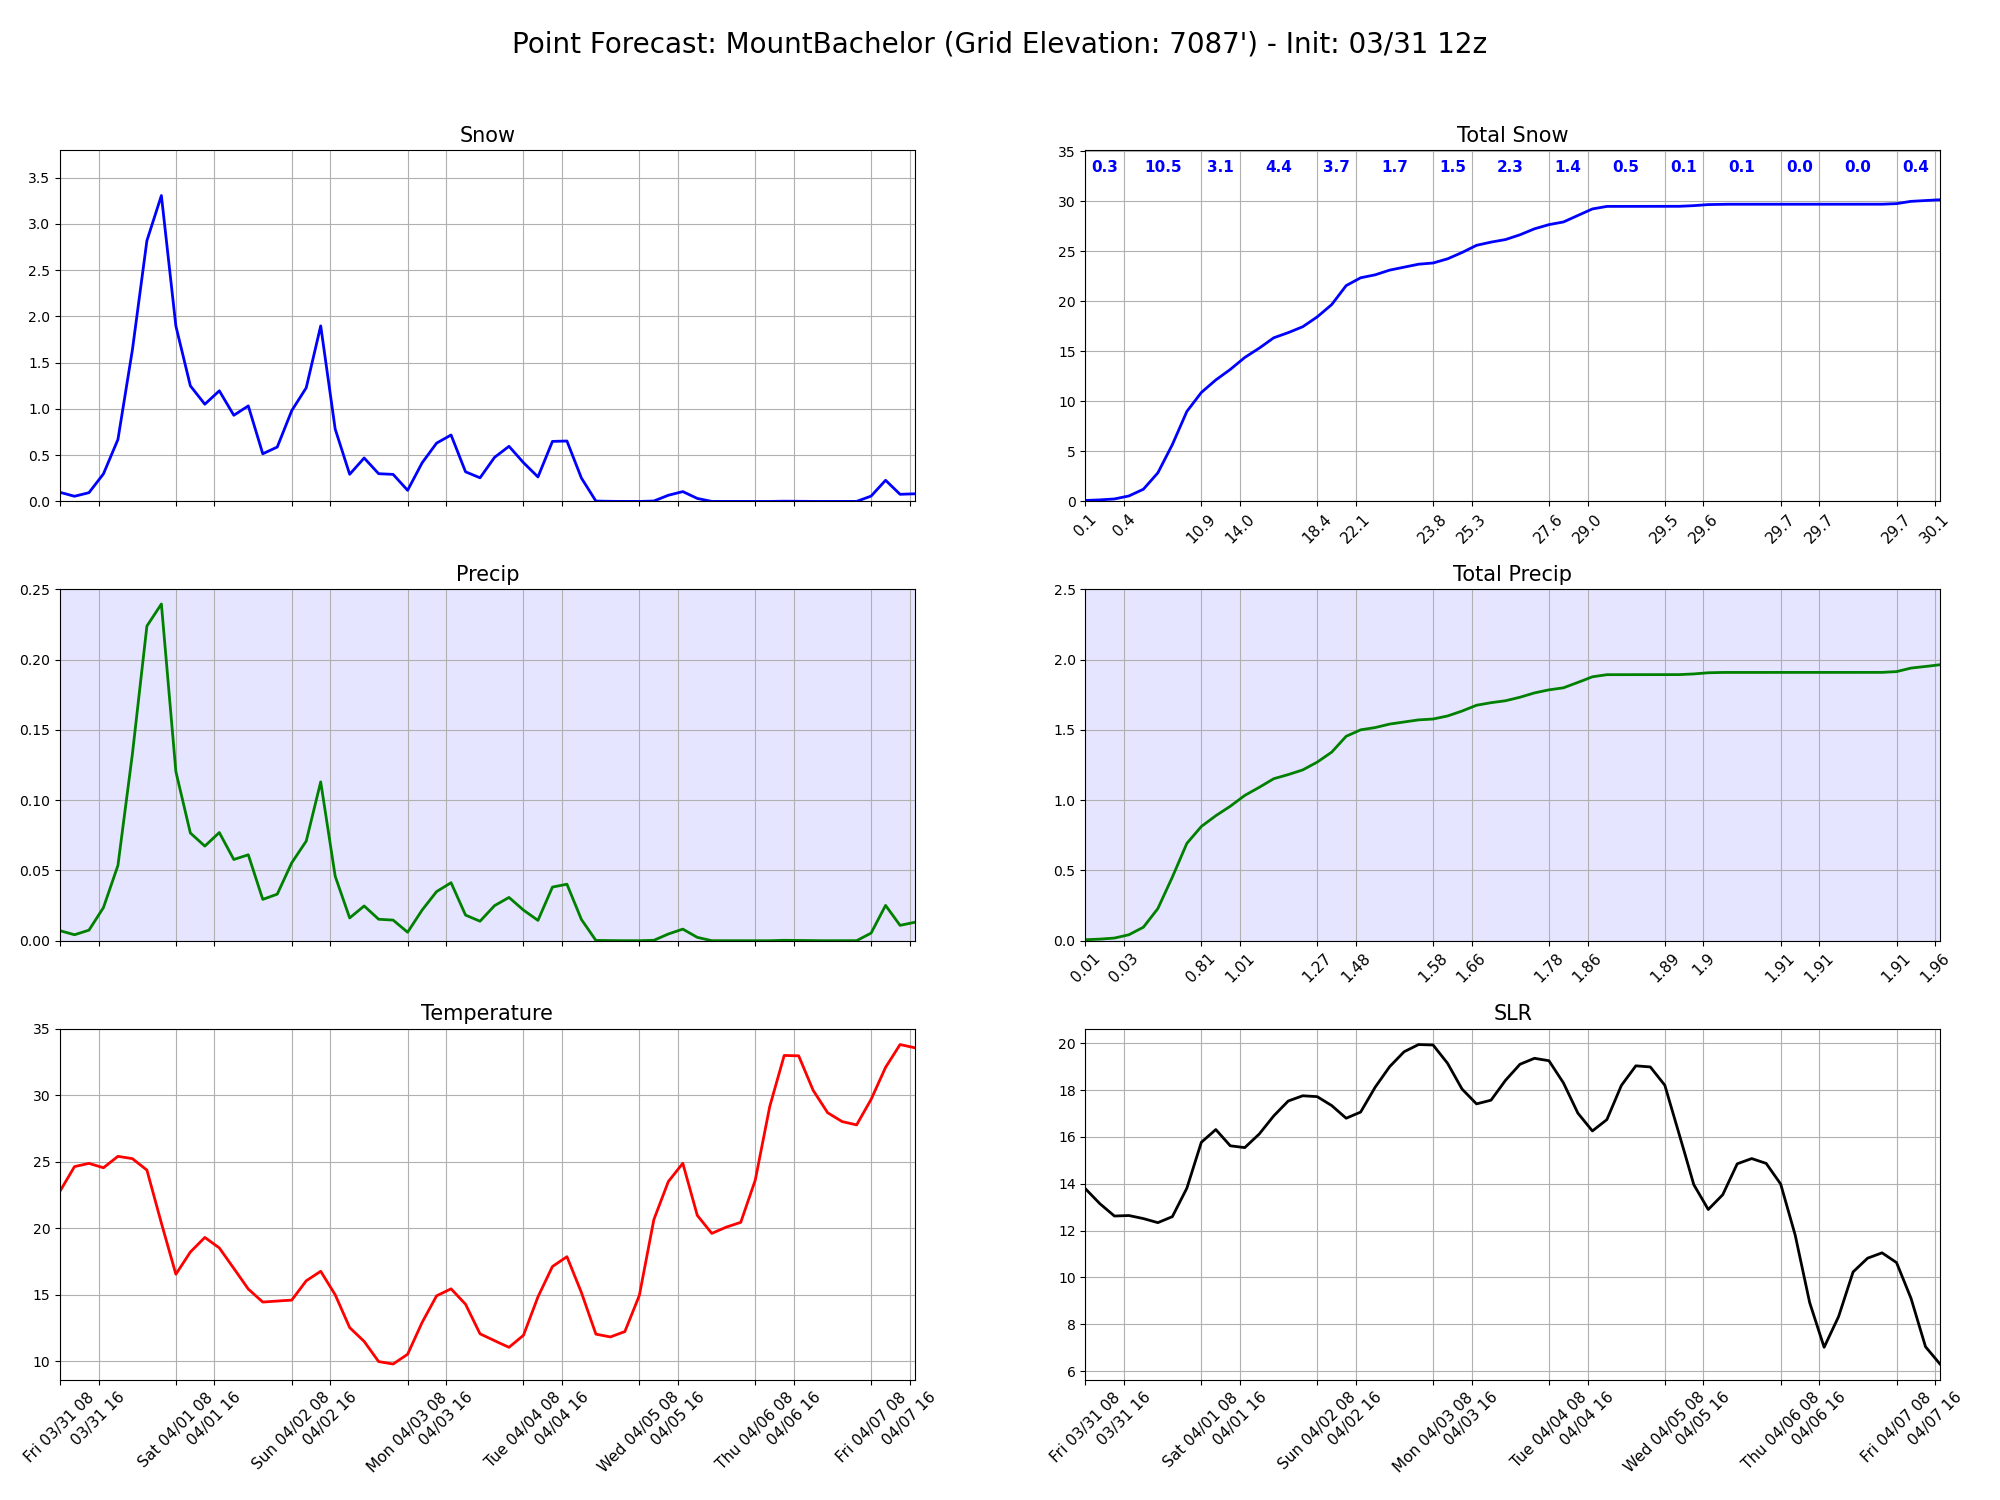 Point Forecast: MountBachelor (Grid Elevation: 7087') - Init: 03/31 12z
Snow
3.5
3.0
2.5
2.0
1.5
1.0
0.5
0.0
Total Snow
0.3 10.5 3.1 4.4 3.7 1.7 1.5 2.3 1.4 0.5 0.1 0.1 0.0 0.0 0.4
35
30
25
20
15
10
5
0
0.1 0.4 10.9 14.0 18.4 22.1 23.8 25.3 27.6 29.0 29.5 29.6 29.7 29.7 29.7 30.1
Precip
0.25
0.20
0.15
0.10
0.05
0.00
Total Precip
2.5
2.0
1.5
1.0
0.5
0.0
0.01 0.03 0.81 1.01 1.27 1.48 1.58 1.66 1.78 1.86 1.89 1.9 1.91 1.91 1.91 1.96
Temperature
35
30
25
20
15
10
Fri 03/31 08
03/31 16
Sat 04/01 08
04/01 16
Sun 04/02 08
04/02 16
Mon 04/03 08
04/03 16
Tue 04/04 08
04/04 16
Wed 04/05 08
04/05 16
Thu 04/06 08
04/06 16
Fri 04/07 08
04/07 16
SLR
20
18
16
14
12
10
8
6
Fri 03/31 08
03/31 16
Sat 04/01 08
04/01 16
Sun 04/02 08
04/02 16
Mon 04/03 08
04/03 16
Tue 04/04 08
04/04 16
Wed 04/05 08
04/05 16
Thu 04/06 08
04/06 16
Fri 04/07 08
04/07 16